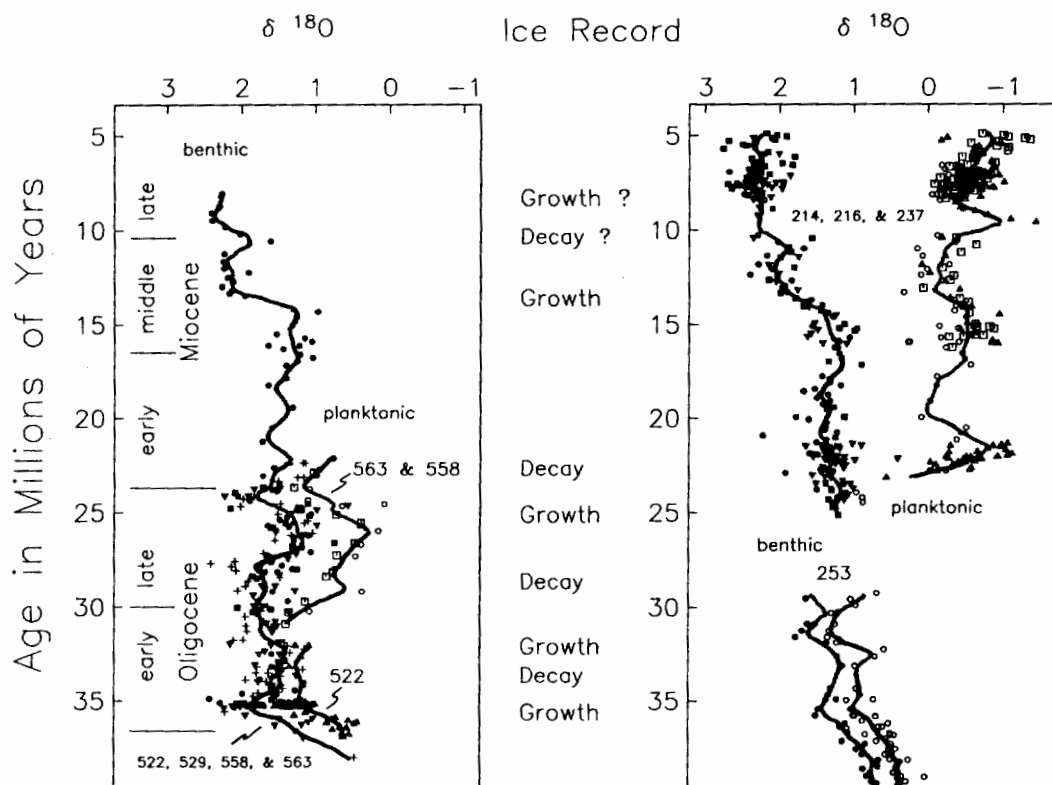 δ 18O
Ice Record
δ 18O
3 2 1 0 -1
3 2 1 0 -1
Age in Millions of Years
5
10
15
20
25
30
35
late
middle
early
Miocene
late
early
Oligocene
benthic
planktonic
563 & 558
522
522, 529, 558, & 563
Growth ?
Decay ?
Growth
Decay
Growth
Decay
Growth
Decay
Growth
5
10
15
20
25
30
35
214, 216, & 237
planktonic
benthic
253